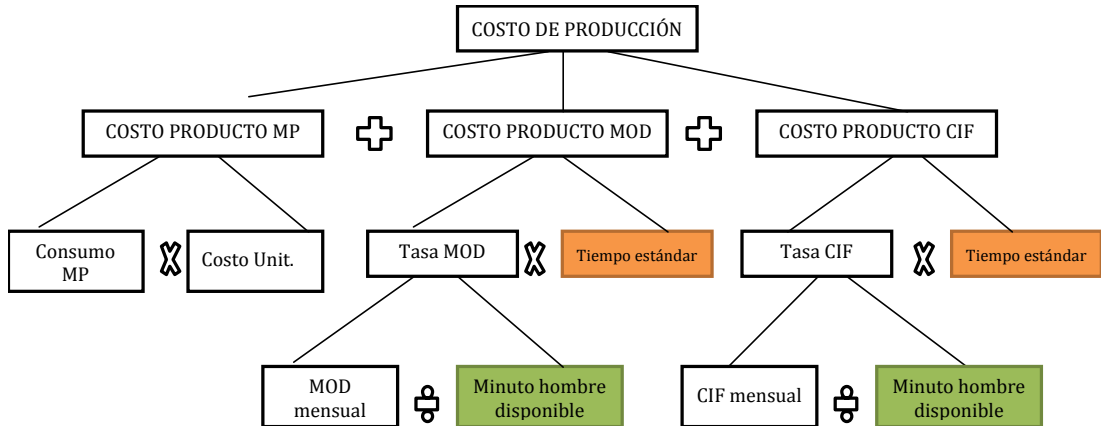 COSTO DE PRODUCCIÓN
COSTO PRODUCTO MP
COSTO PRODUCTO MOD
COSTO PRODUCTO CIF
Consumo
MP
Costo Unit.
Tasa MOD
Tiempo estándar
Tasa CIF
Tiempo estándar
MOD
mensual
Minuto hombre
disponible
CIF mensual
Minuto hombre
disponible